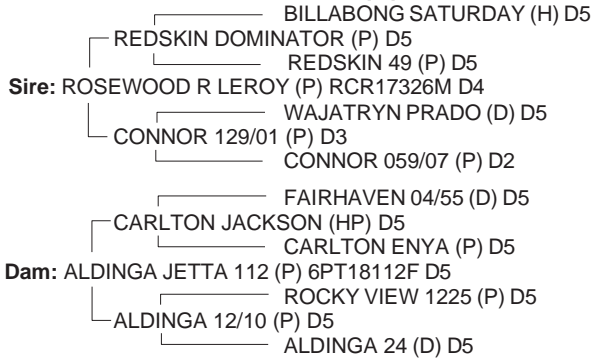 BILLABONG SATURDAY (H) D5
REDSKIN DOMINATOR (P) D5
REDSKIN 49 (P) D5
Sire: ROSEWOOD R LEROY (P) RCR17326M D4
WAJATRYN PRADO (D) D5
CONNOR 129/01 (P) D3
CONNOR 059/07 (P) D2
FAIRHAVEN 04/55 (D) D5
CARLTON JACKSON (HP) D5
CARLTON ENYA (P) D5
Dam: ALDINGA JETTA 112 (P) 6PT18112F D5
ROCKY VIEW 1225 (P) D5
ALDINGA 12/10 (P) D5
ALDINGA 24 (D) D5